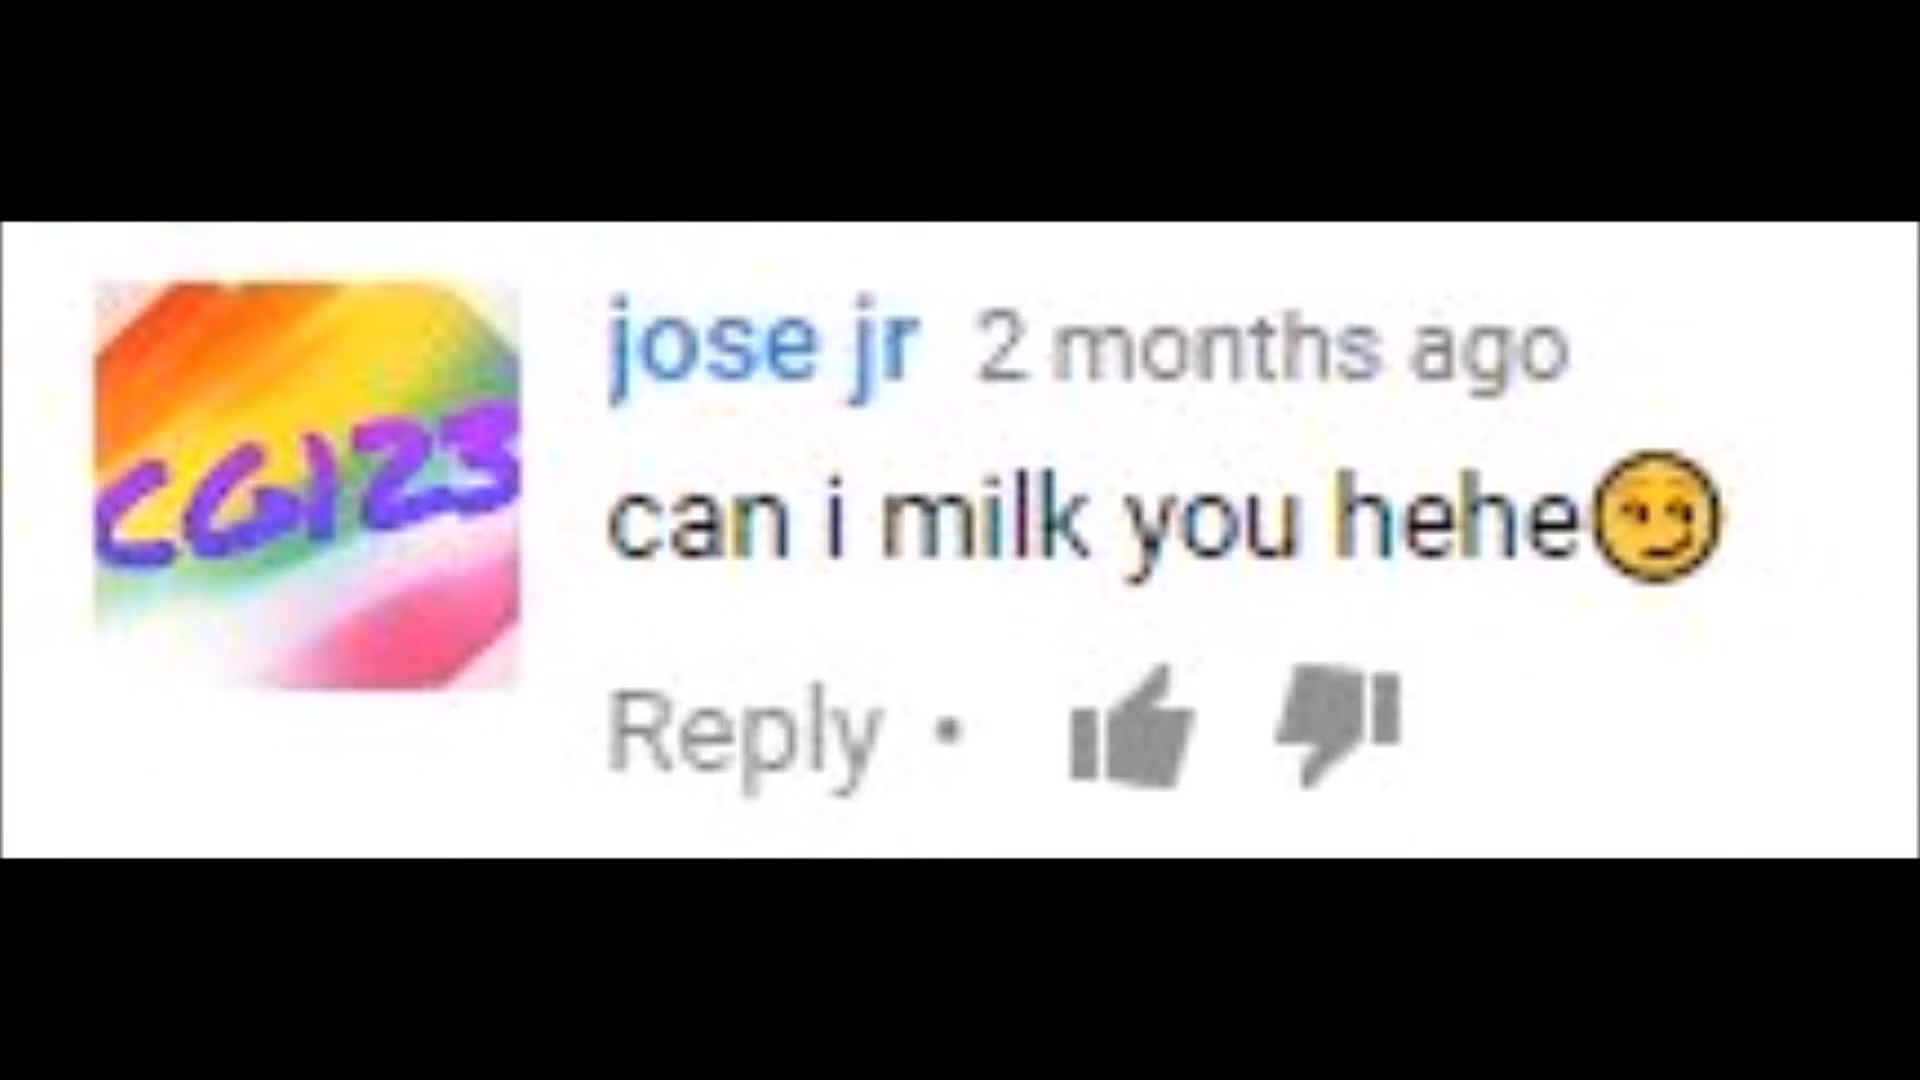 CG123
jose jr 2 months ago
can i milk you hehe😏
Reply •